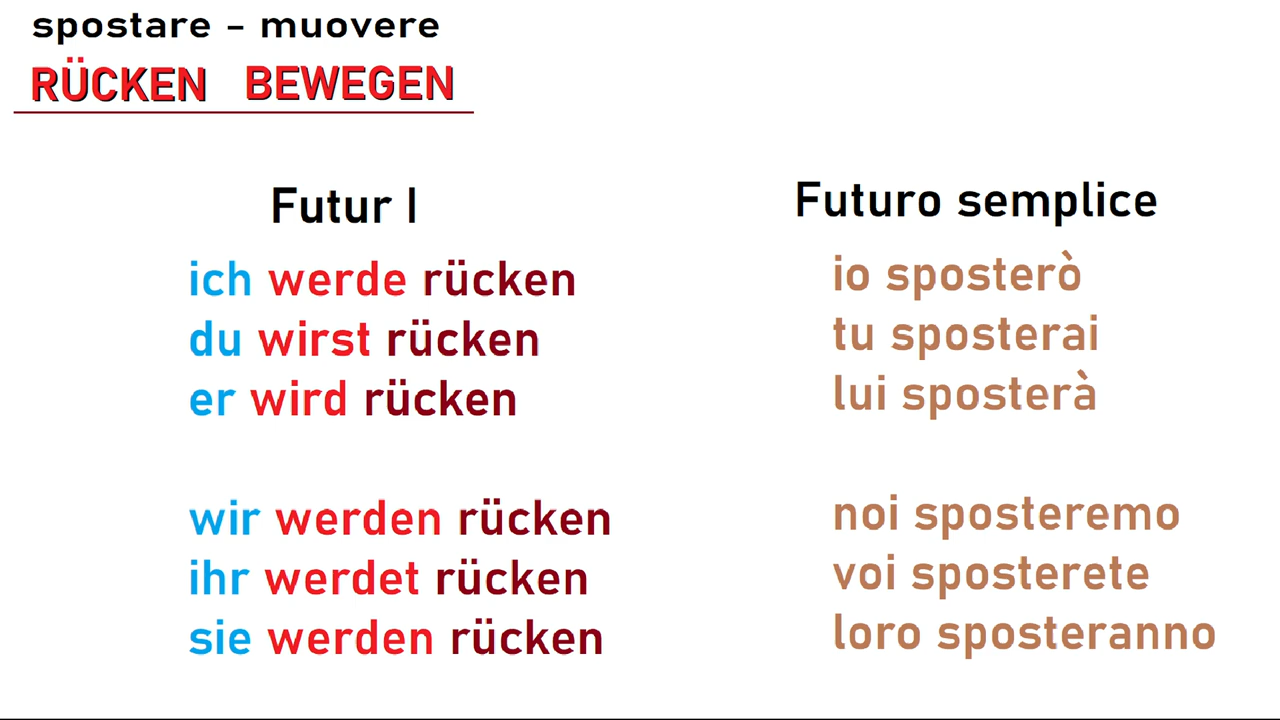 spostare – muovere
RÜCKEN BEWEGEN
Futur I
ich werde rücken
du wirst rücken
er wird rücken
wir werden rücken
ihr werdet rücken
sie werden rücken
Futuro semplice
io sposterò
tu sposterai
lui sposterà
noi sposteremo
voi sposterete
loro sposteranno